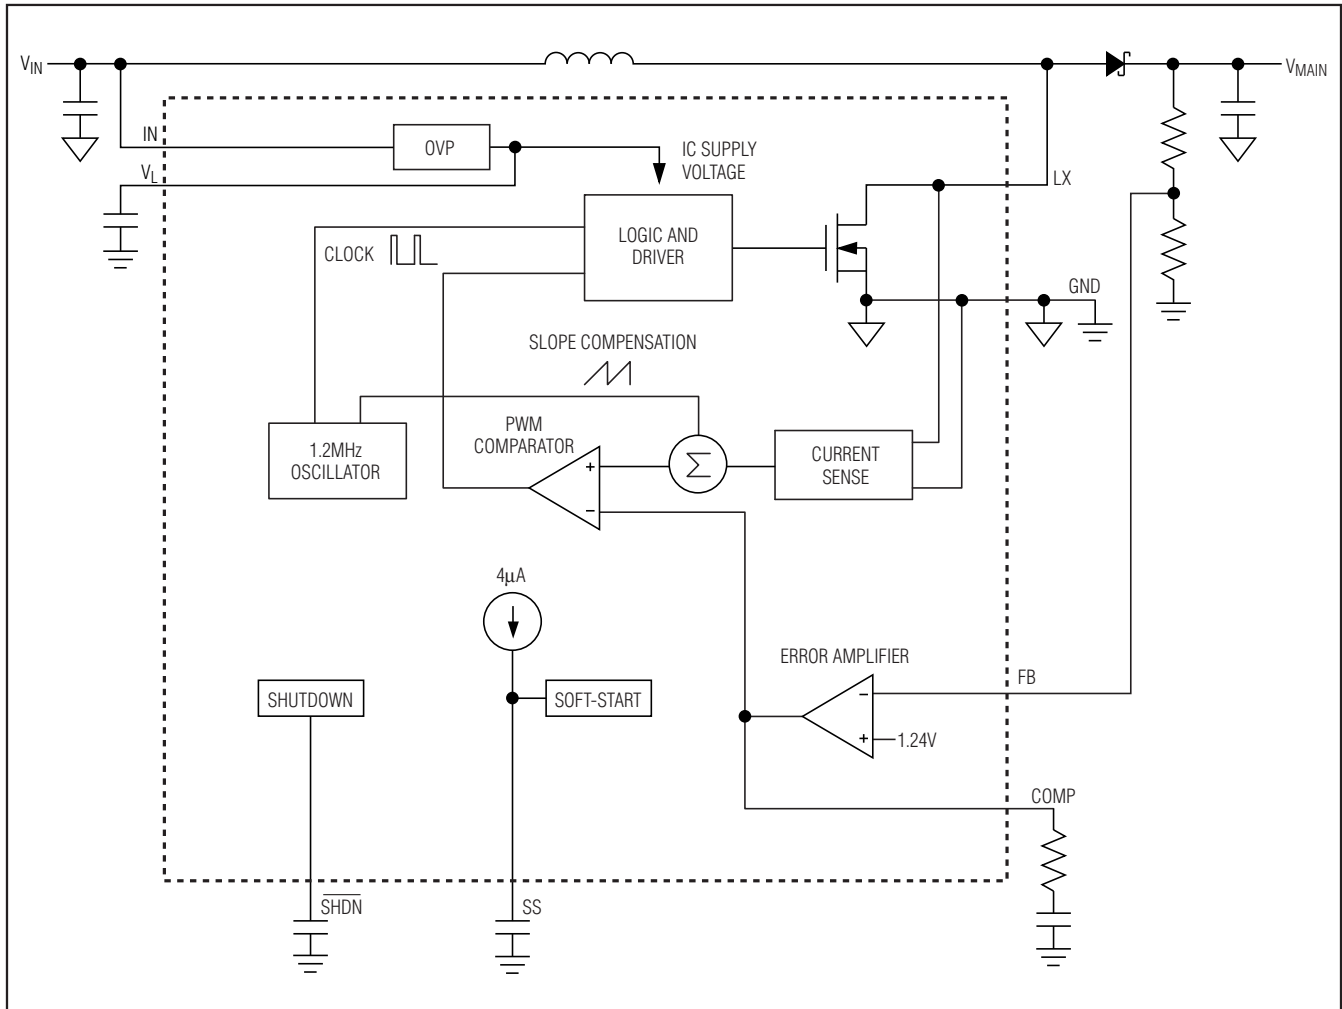 VIN
VMAIN
IN
OVP
IC SUPPLY
VOLTAGE
VL
LX
LOGIC AND
DRIVER
CLOCK
GND
SLOPE COMPENSATION
PWM
COMPARATOR
1.2MHz
OSCILLATOR
+
Σ
CURRENT
SENSE
−
4µA
ERROR AMPLIFIER
FB
SHUTDOWN
SOFT-START
−
+
1.24V
COMP
SHDN
SS